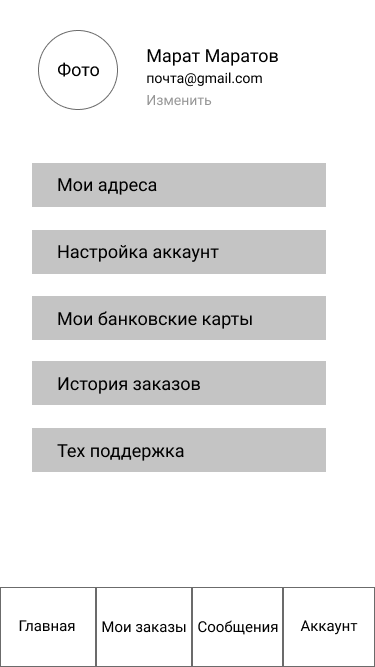 Фото
Марат Маратов
почта@gmail.com
Изменить
Мои адреса
Настройка аккаунт
Мои банковские карты
История заказов
Тех поддержка
Главная
Мои заказы
Сообщения
Аккаунт